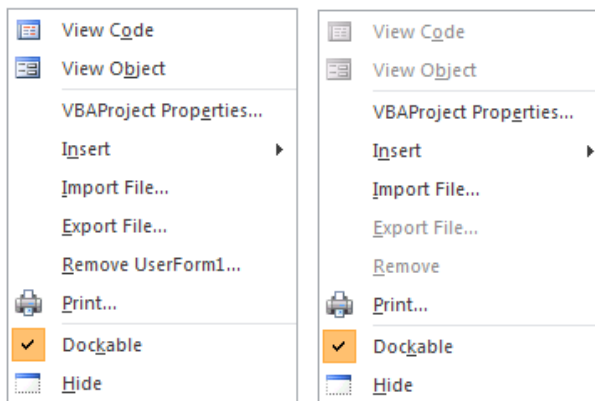 View Code
View Object
VBAProject Properties...
Insert
Import File...
Export File...
Remove UserForm1...
Print...
Dockable
Hide
View Code
View Object
VBAProject Properties...
Insert
Import File...
Export File...
Remove
Print...
Dockable
Hide